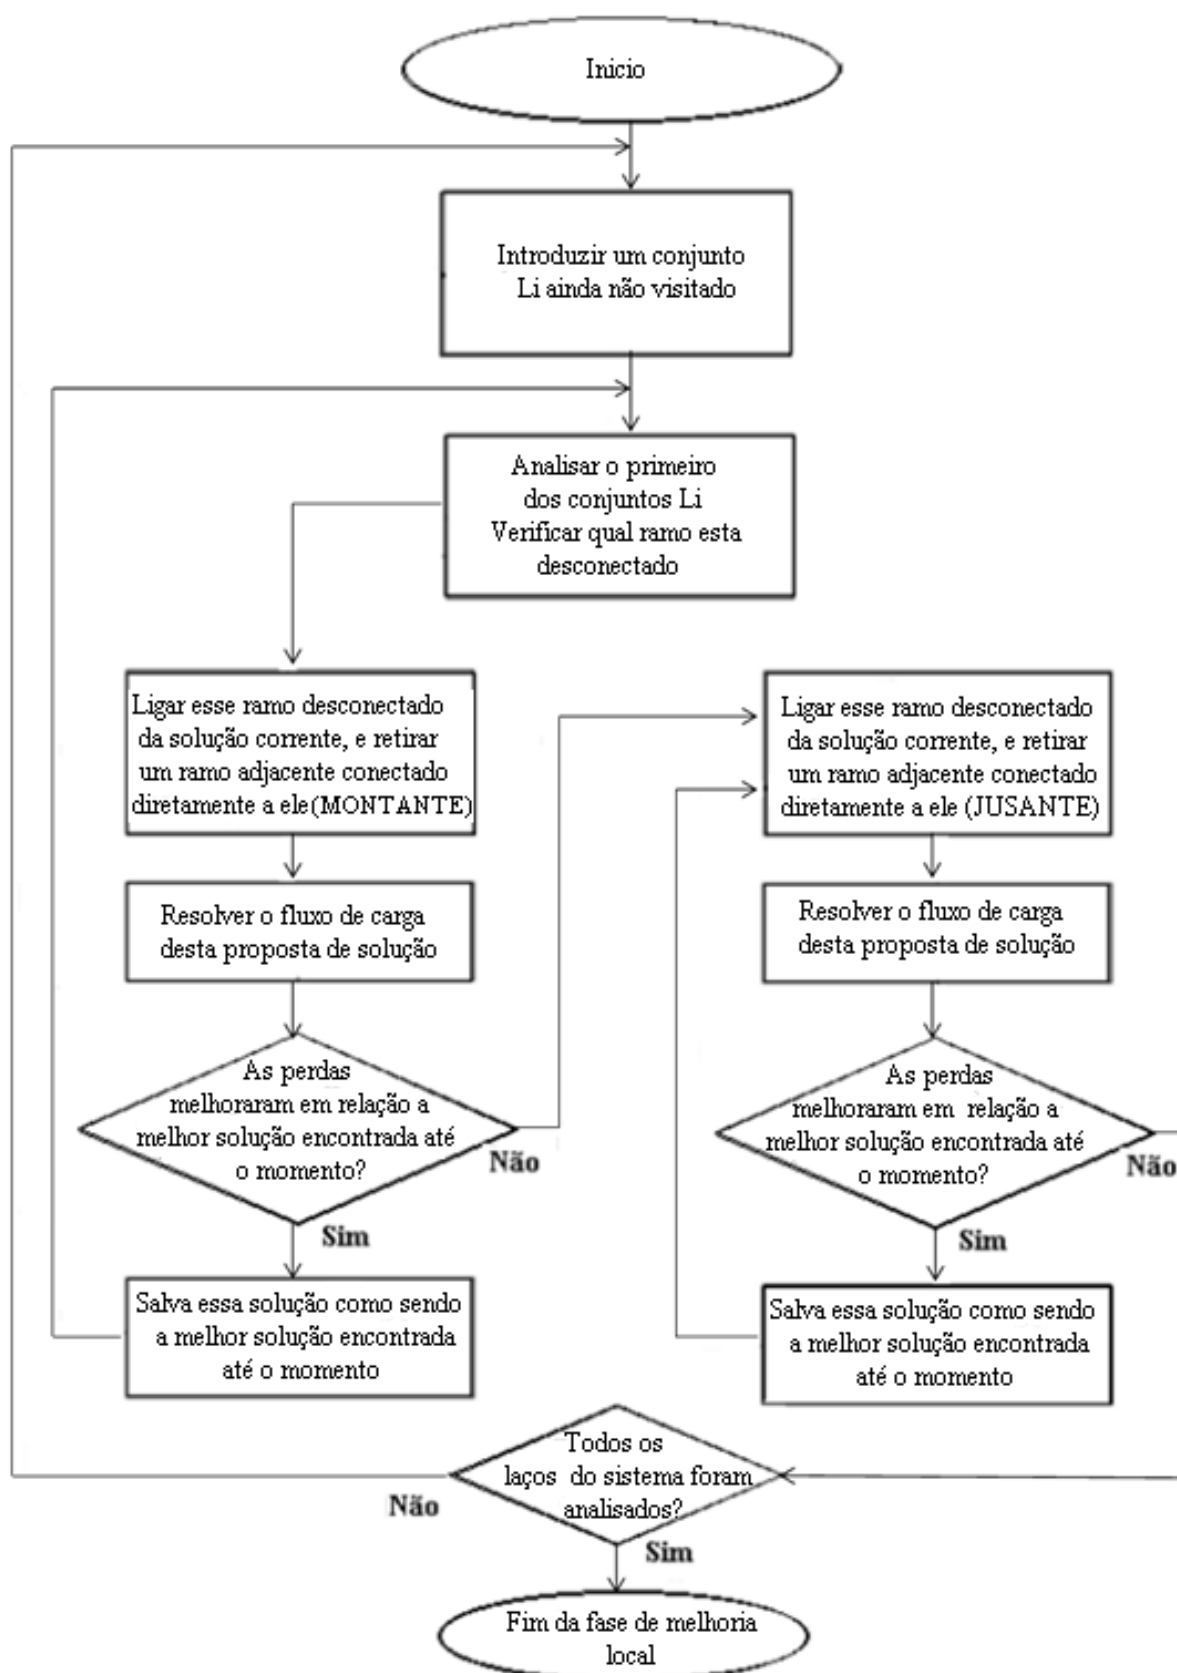 Inicio
Introduzir um conjunto
Li ainda não visitado
Analisar o primeiro
dos conjuntos Li
Verificar qual ramo esta
desconectado
Ligar esse ramo desconectado
da solução corrente, e retirar
um ramo adjacente conectado
diretamente a ele(MONTANTE)
Resolver o fluxo de carga
desta proposta de solução
As perdas
melhoraram em relação a
melhor solução encontrada até
o momento?
Não
Sim
Salva essa solução como sendo
a melhor solução encontrada
até o momento
Ligar esse ramo desconectado
da solução corrente, e retirar
um ramo adjacente conectado
diretamente a ele (JUSANTE)
Resolver o fluxo de carga
desta proposta de solução
As perdas
melhoraram em relação a
melhor solução encontrada até
o momento?
Não
Sim
Salva essa solução como sendo
a melhor solução encontrada
até o momento
Todos os
laços do sistema foram
analisados?
Não
Sim
Fim da fase de melhoria
local